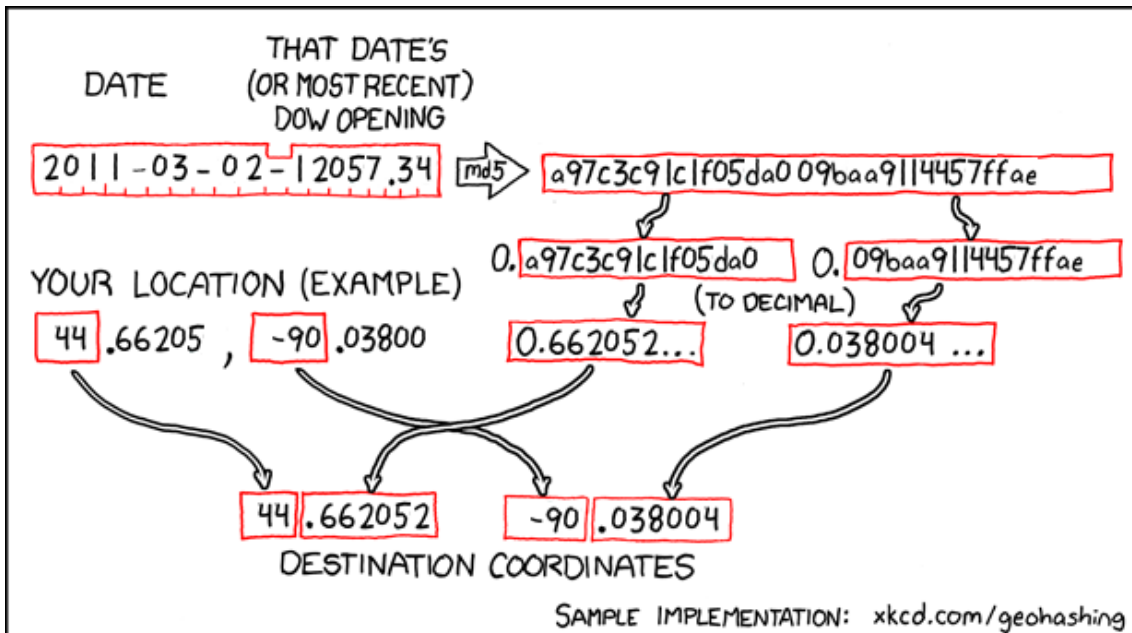 THAT DATE'S
DATE (OR MOST RECENT)
DOW OPENING
2011-03-02-12057.34 md5 a97c3c91c1f05da009baa9114457ffae
0.a97c3c91c1f05da0 0.09baa9114457ffae
YOUR LOCATION (EXAMPLE) (TO DECIMAL)
44.66205, -90.03800 0.662052... 0.038004...
44.662052 -90.038004
DESTINATION COORDINATES
SAMPLE IMPLEMENTATION: xkcd.com/geohashing